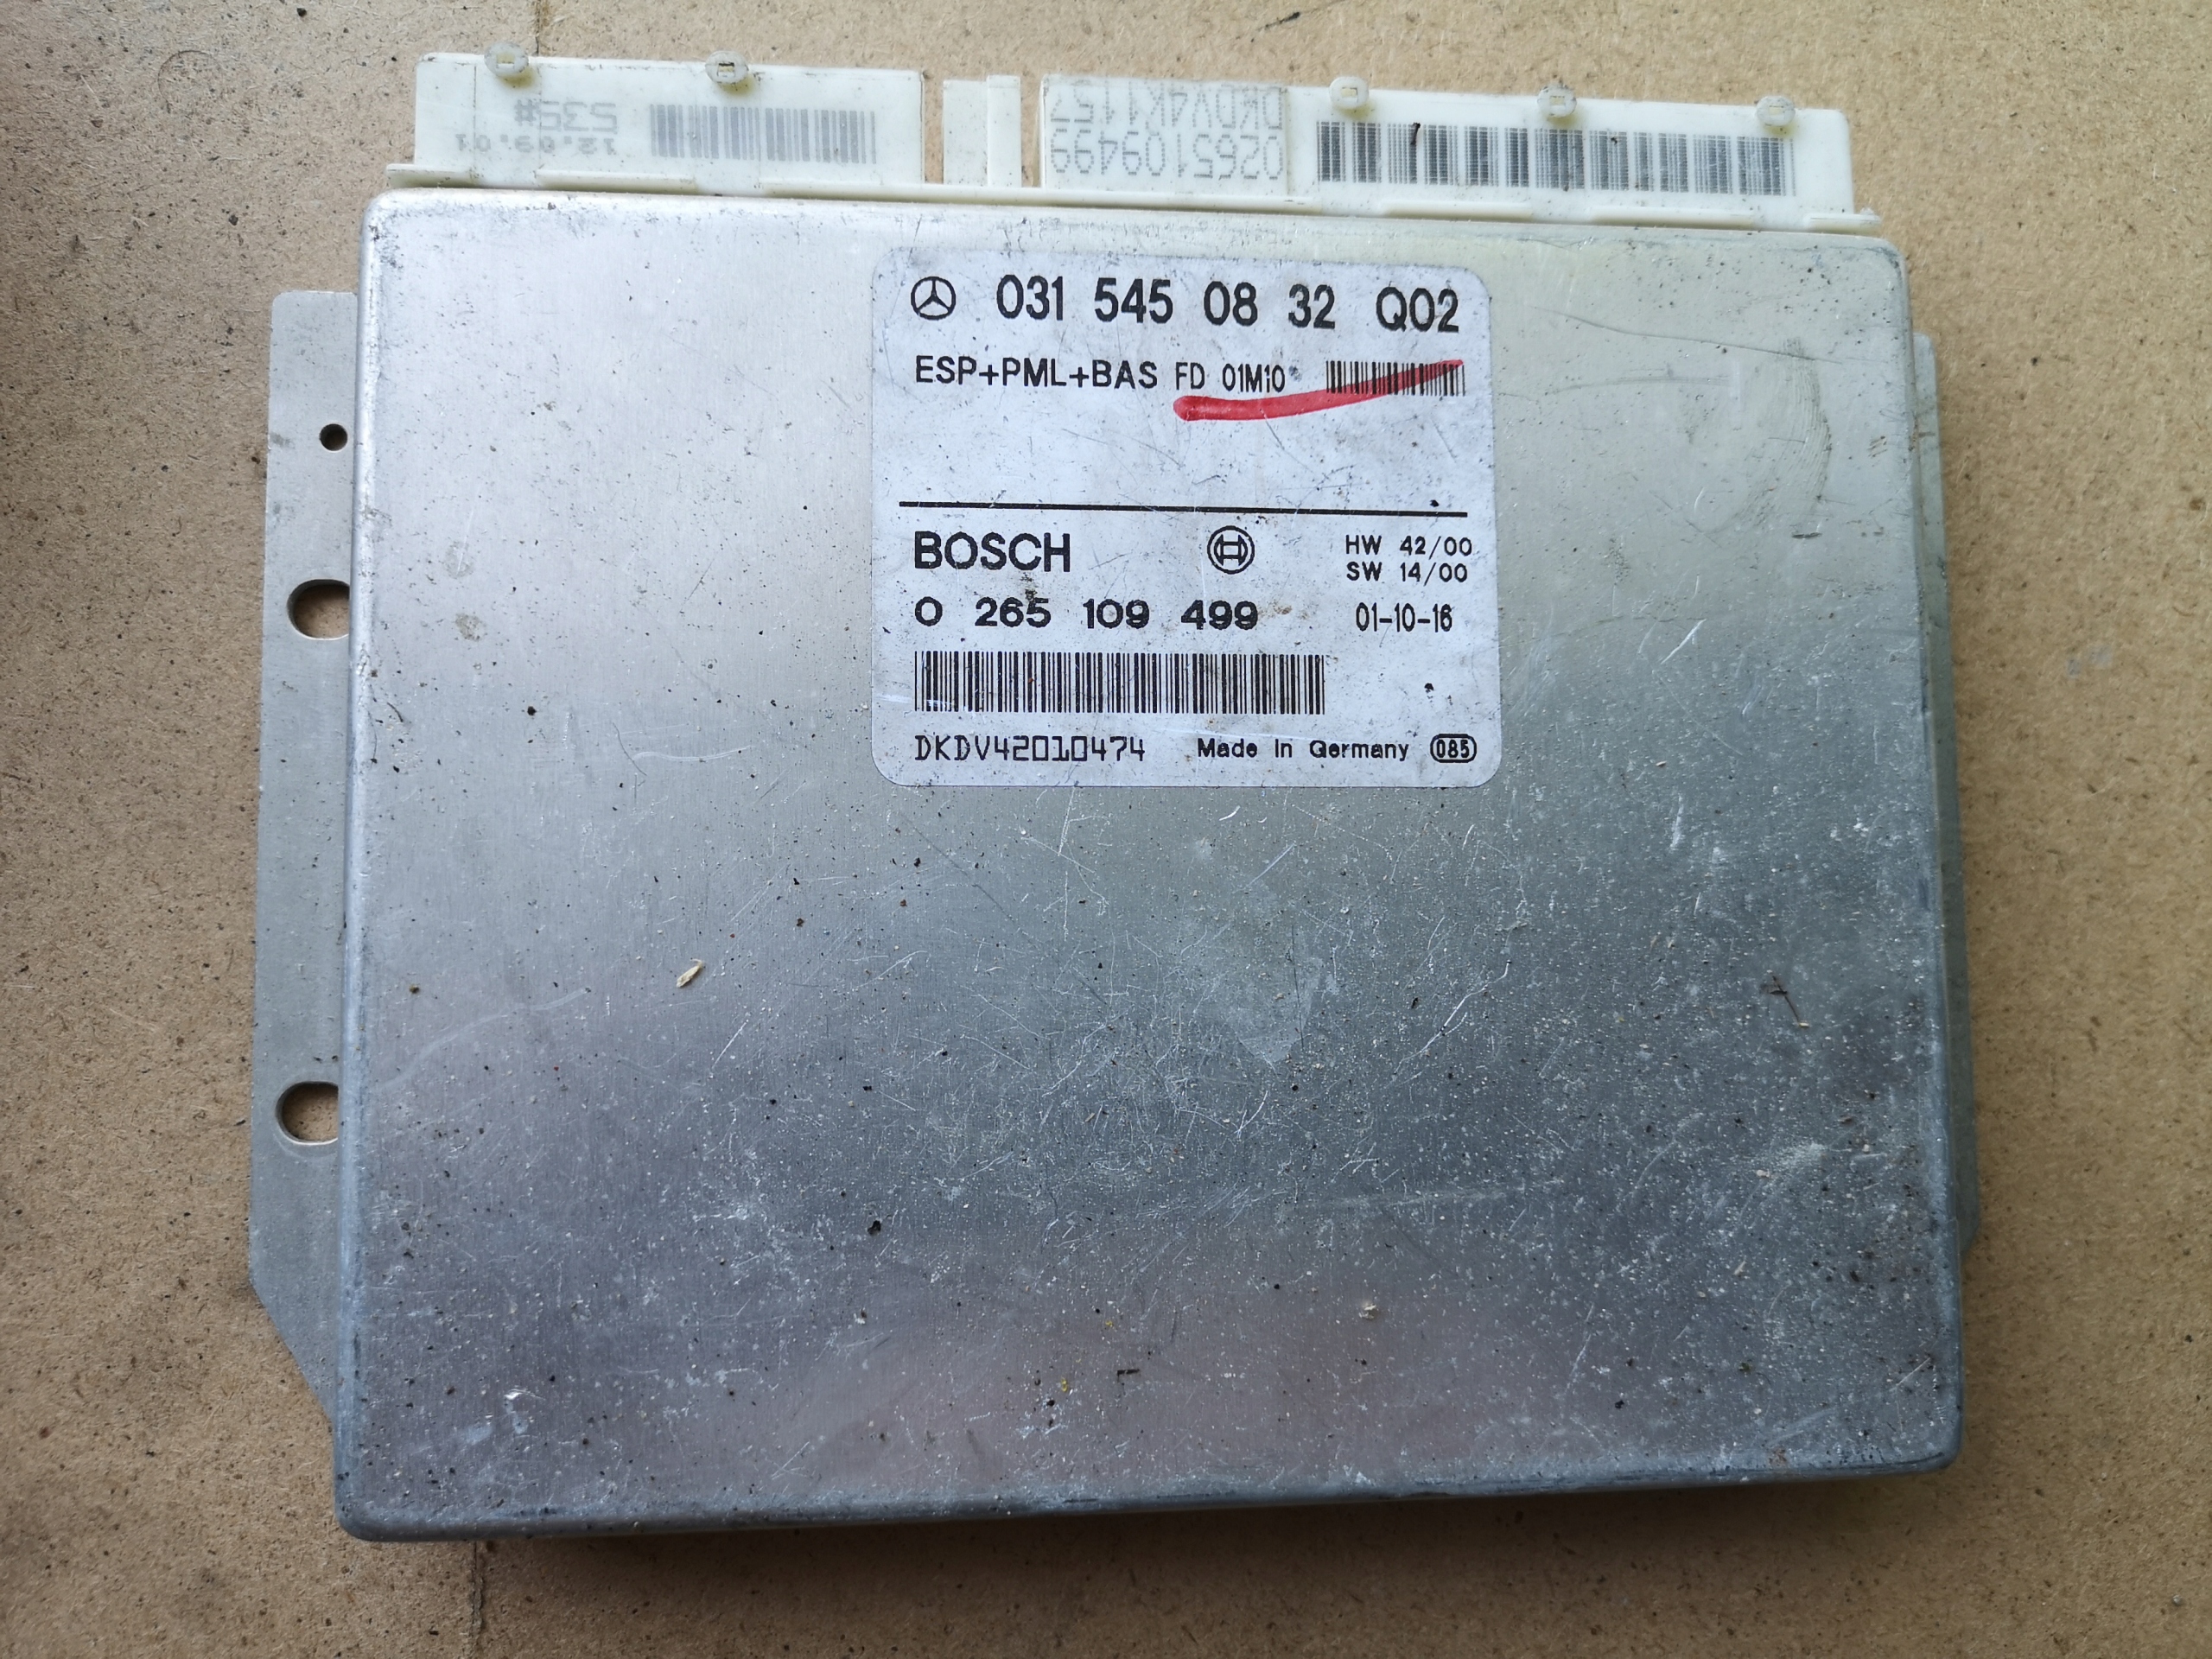 S3S#
12.09.01
0265109499
DKDV4K1157
031 545 08 32 Q02
ESP+PML+BAS FD 01M10
BOSCH
HW 42/00
SW 14/00
0 265 109 499
01-10-16
DKDV42010474
Made in Germany
085